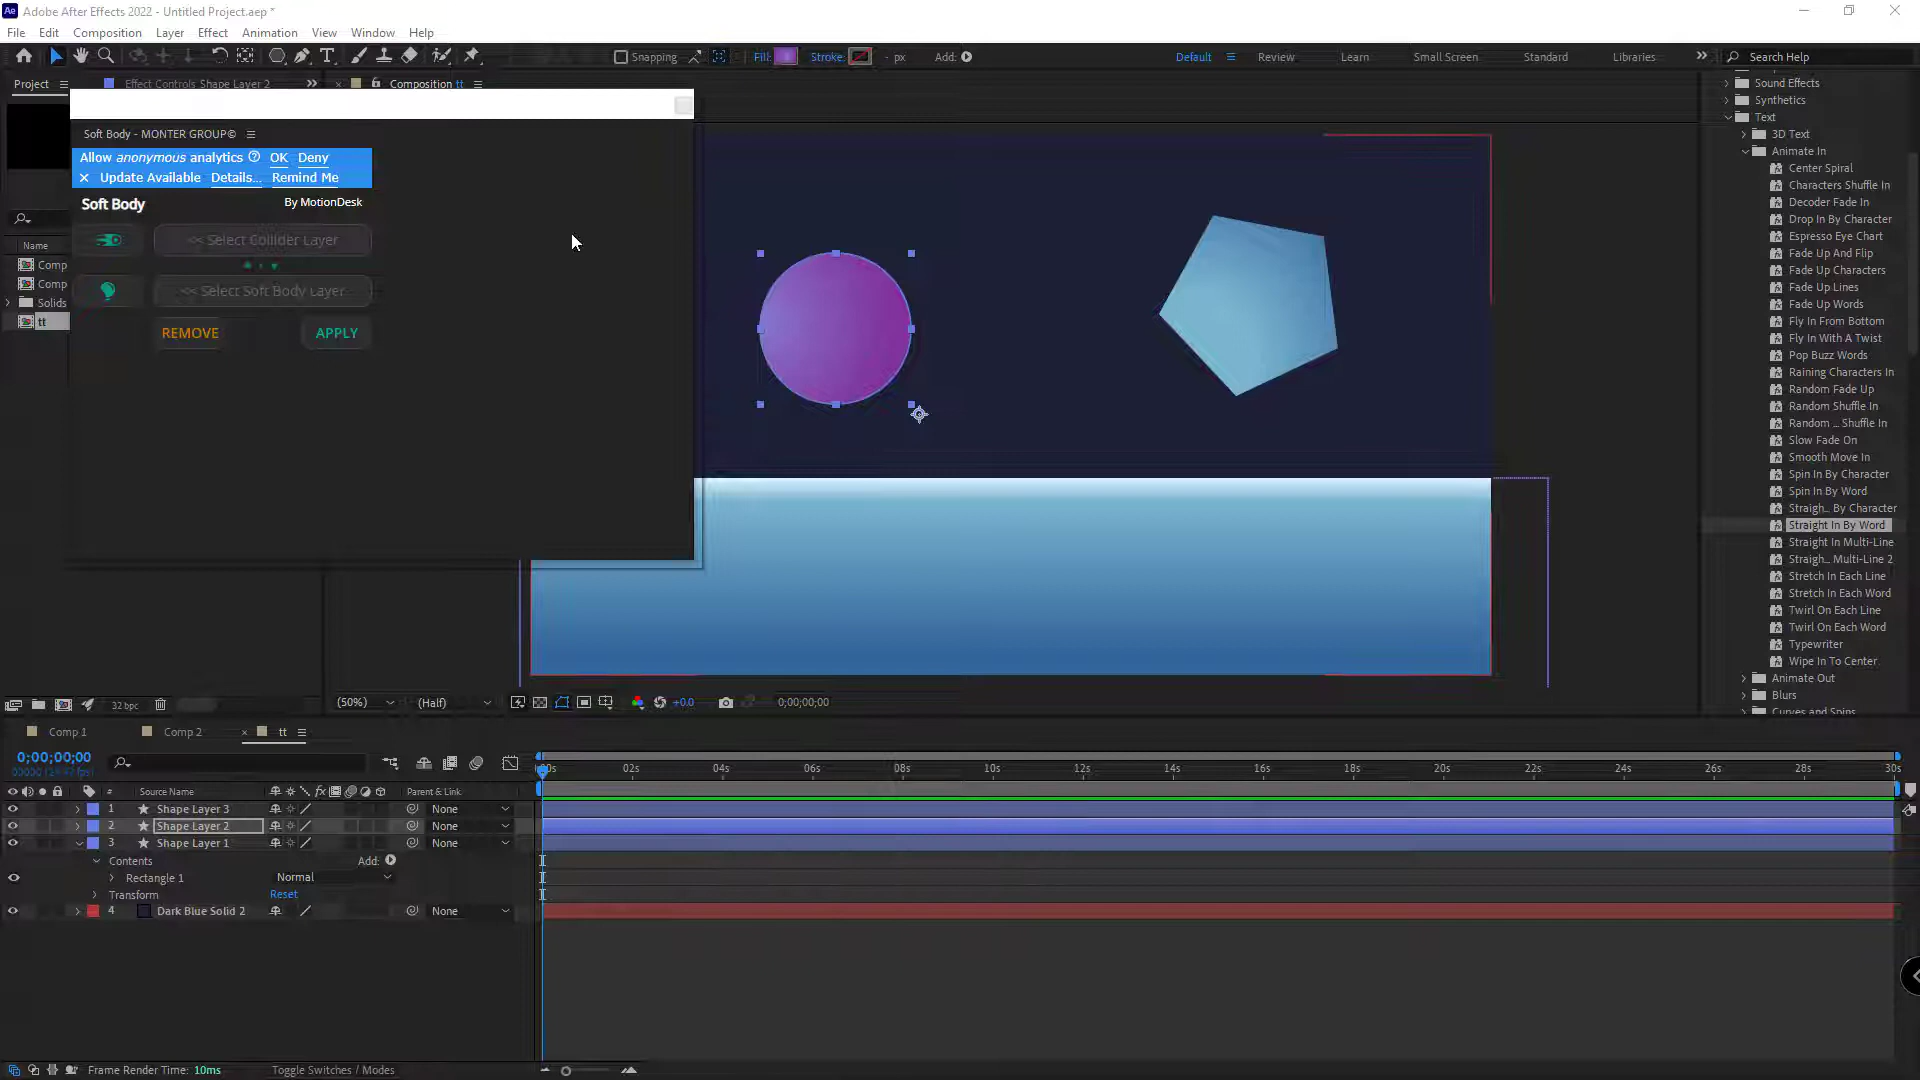 Adobe After Effects 2022 - Untitled Project.aep *
File Edit Composition Layer Effect Animation View Window Help
Snapping Fill: Stroke: - px Add: Default Review Learn Small Screen Standard Libraries Search Help
Project Effect Controls Shape Layer 2 Composition tt
Soft Body - MONTER GROUP©
Allow anonymous analytics OK Deny
× Update Available Details... Remind Me
Soft Body By MotionDesk
<< Select Collider Layer
<< Select Soft Body Layer
REMOVE APPLY
Name
Comp
Comp
Solids
tt
Sound Effects
Synthetics
Text
3D Text
Animate In
Center Spiral
Characters Shuffle In
Decoder Fade In
Drop In By Character
Espresso Eye Chart
Fade Up And Flip
Fade Up Characters
Fade Up Lines
Fade Up Words
Fly In From Bottom
Fly In With A Twist
Pop Buzz Words
Raining Characters In
Random Fade Up
Random Shuffle In
Random ... Shuffle In
Slow Fade On
Smooth Move In
Spin In By Character
Spin In By Word
Straigh... By Character
Straight In By Word
Straight In Multi-Line
Straigh... Multi-Line 2
Stretch In Each Line
Stretch In Each Word
Twirl On Each Line
Twirl On Each Word
Typewriter
Wipe In To Center
Animate Out
Blurs
Curves and Spins
32 bpc (50%) (Half) +0.0 0;00;00;00
Comp 1 Comp 2 × tt
0;00;00;00
# Source Name Parent & Link
:00s 02s 04s 06s 08s 10s 12s 14s 16s 18s 20s 22s 24s 26s 28s 30s
1 Shape Layer 3 None
2 Shape Layer 2 None
3 Shape Layer 1 None
Contents Add:
Rectangle 1 Normal
Transform Reset
4 Dark Blue Solid 2 None
Frame Render Time: 10ms Toggle Switches / Modes